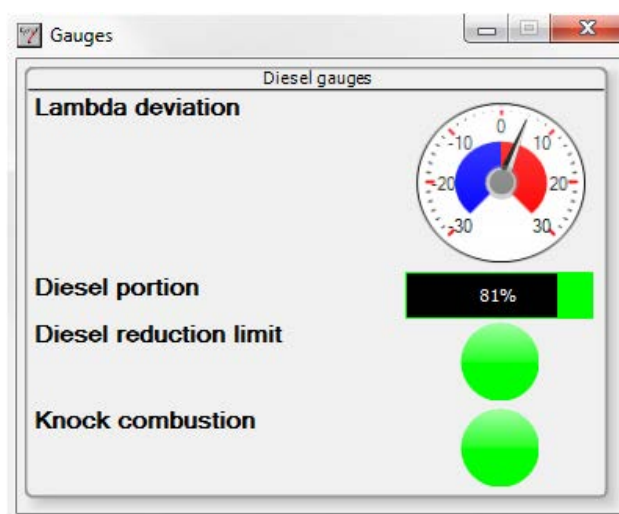 Gauges
Diesel gauges
Lambda deviation
0
-10 10
-20 20
-30 30
Diesel portion 81%
Diesel reduction limit
Knock combustion